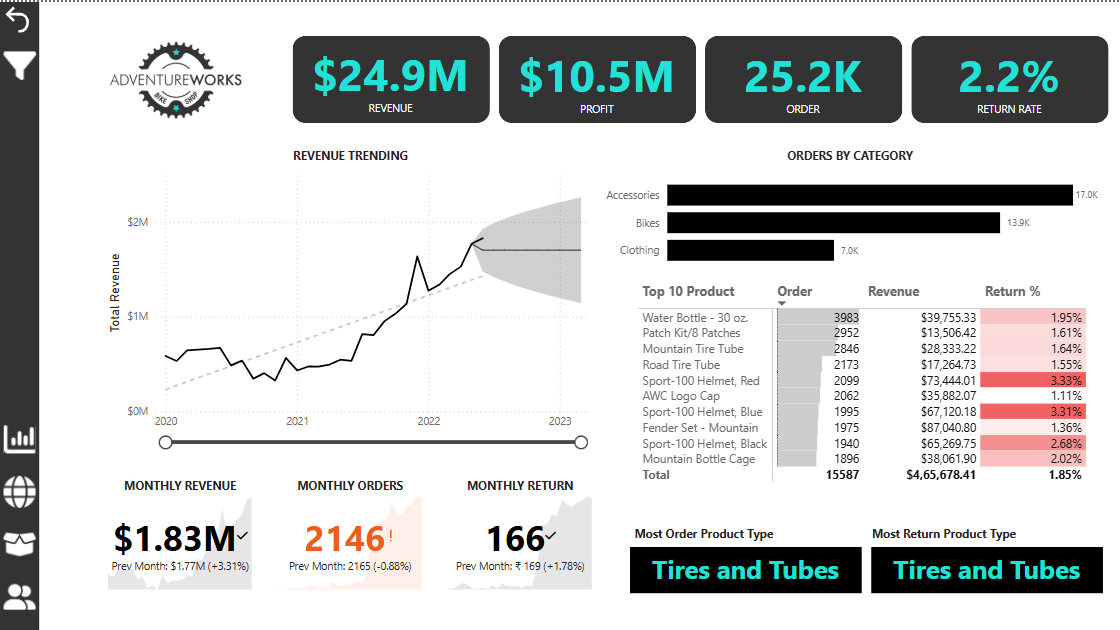 ADVENTUREWORKS
BIKE SHOP
$24.9M
REVENUE
$10.5M
PROFIT
25.2K
ORDER
2.2%
RETURN RATE
REVENUE TRENDING
Total Revenue
$2M
$1M
$0M
2020 2021 2022 2023
ORDERS BY CATEGORY
Accessories 17.0K
Bikes 13.9K
Clothing 7.0K
Top 10 Product Order Revenue Return %
Water Bottle - 30 oz. 3983 $39,755.33 1.95%
Patch Kit/8 Patches 2952 $13,506.42 1.61%
Mountain Tire Tube 2846 $28,333.22 1.64%
Road Tire Tube 2173 $17,264.73 1.55%
Sport-100 Helmet, Red 2099 $73,444.01 3.33%
AWC Logo Cap 2062 $35,882.07 1.11%
Sport-100 Helmet, Blue 1995 $67,120.18 3.31%
Fender Set - Mountain 1975 $87,040.80 1.36%
Sport-100 Helmet, Black 1940 $65,269.75 2.68%
Mountain Bottle Cage 1896 $38,061.90 2.02%
Total 15587 $4,65,678.41 1.85%
MONTHLY REVENUE
$1.83M
Prev Month: $1.77M (+3.31%)
MONTHLY ORDERS
2146!
Prev Month: 2165 (-0.88%)
MONTHLY RETURN
166
Prev Month: ₹ 169 (+1.78%)
Most Order Product Type
Tires and Tubes
Most Return Product Type
Tires and Tubes